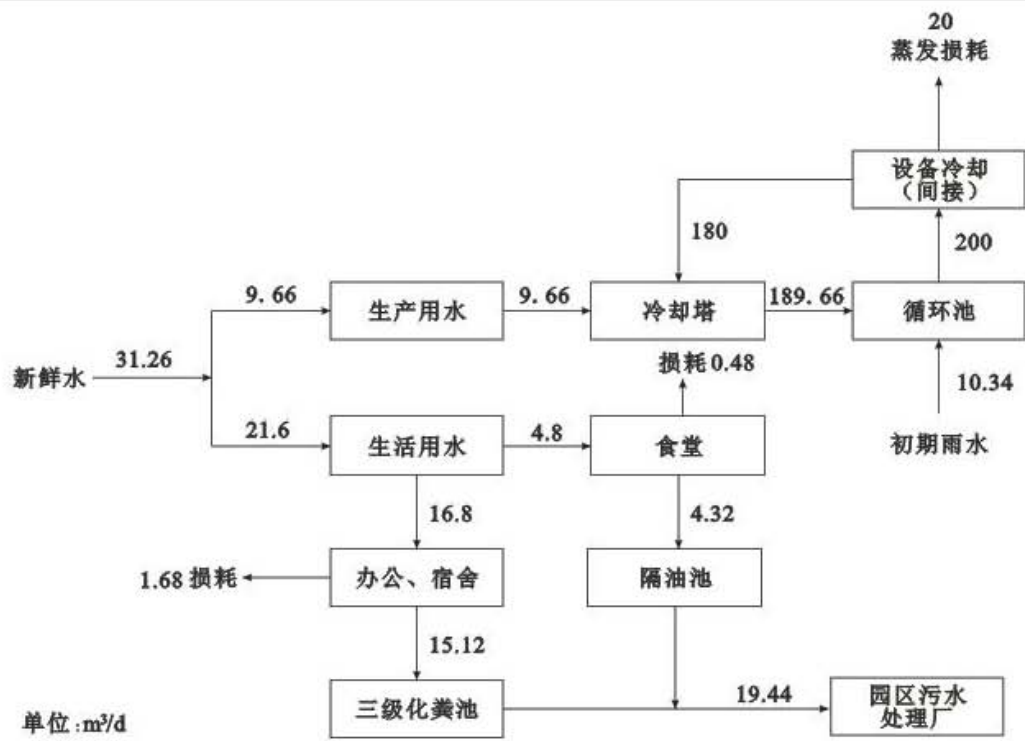 20
蒸发损耗
设备冷却
（间接）
180
200
9. 66
生产用水
9. 66
冷却塔
189.66
循环池
新鲜水
31.26
损耗 0.48
10.34
21.6
生活用水
4.8
食堂
初期雨水
16.8
4.32
1.68 损耗
办公、宿舍
隔油池
15.12
三级化粪池
19.44
园区污水
处理厂
单位:m³/d